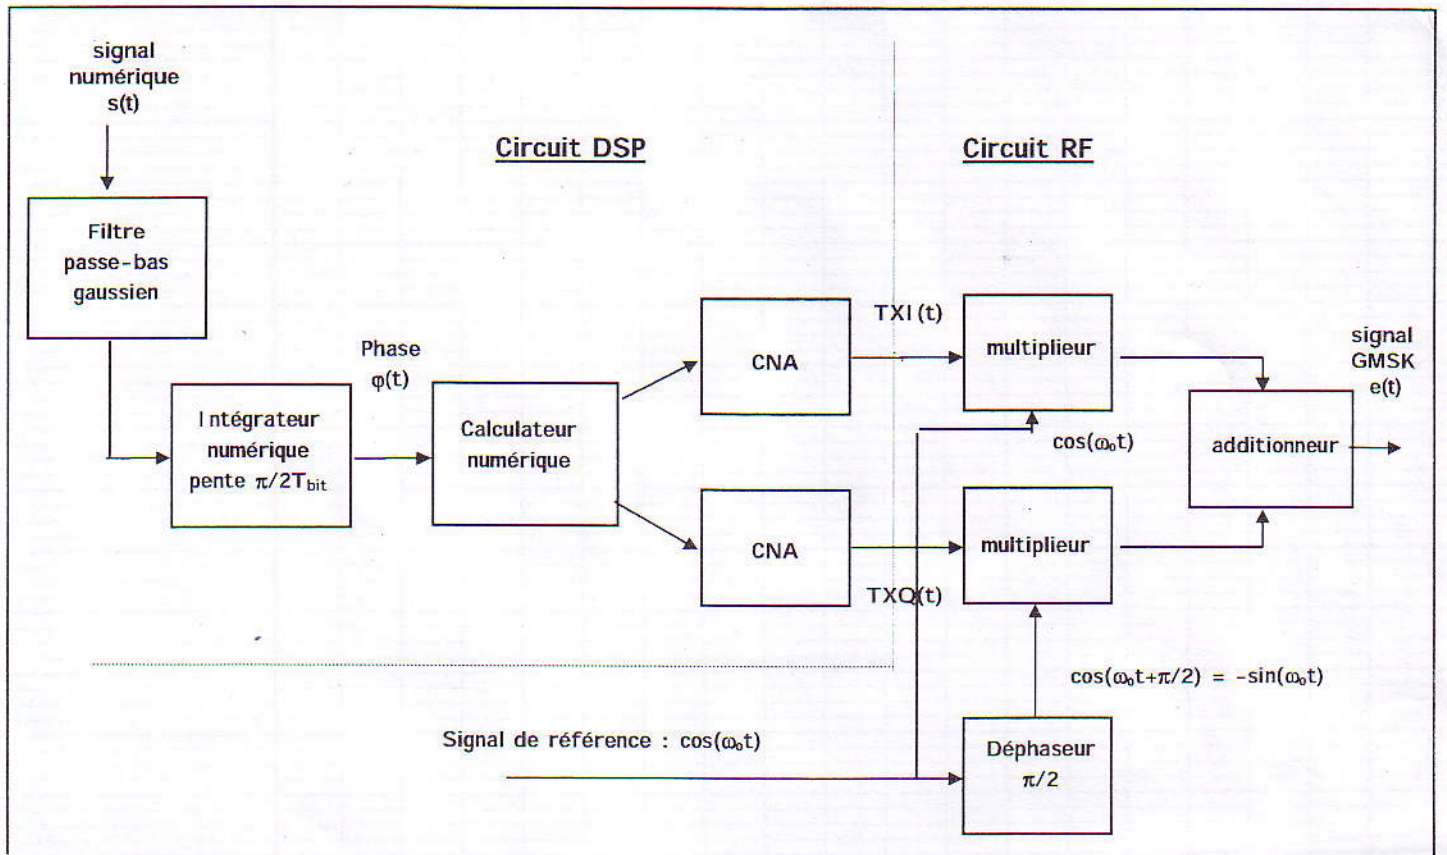 signal
numérique
s(t)
Circuit DSP
Circuit RF
Filtre
passe-bas
gaussien
Phase
φ(t)
Intégrateur
numérique
pente π/2Tbit
Calculateur
numérique
CNA
CNA
TXI(t)
TXQ(t)
multiplieur
cos(ω₀t)
multiplieur
additionneur
signal
GMSK
e(t)
cos(ω₀t+π/2) = -sin(ω₀t)
Signal de référence : cos(ω₀t)
Déphaseur
π/2